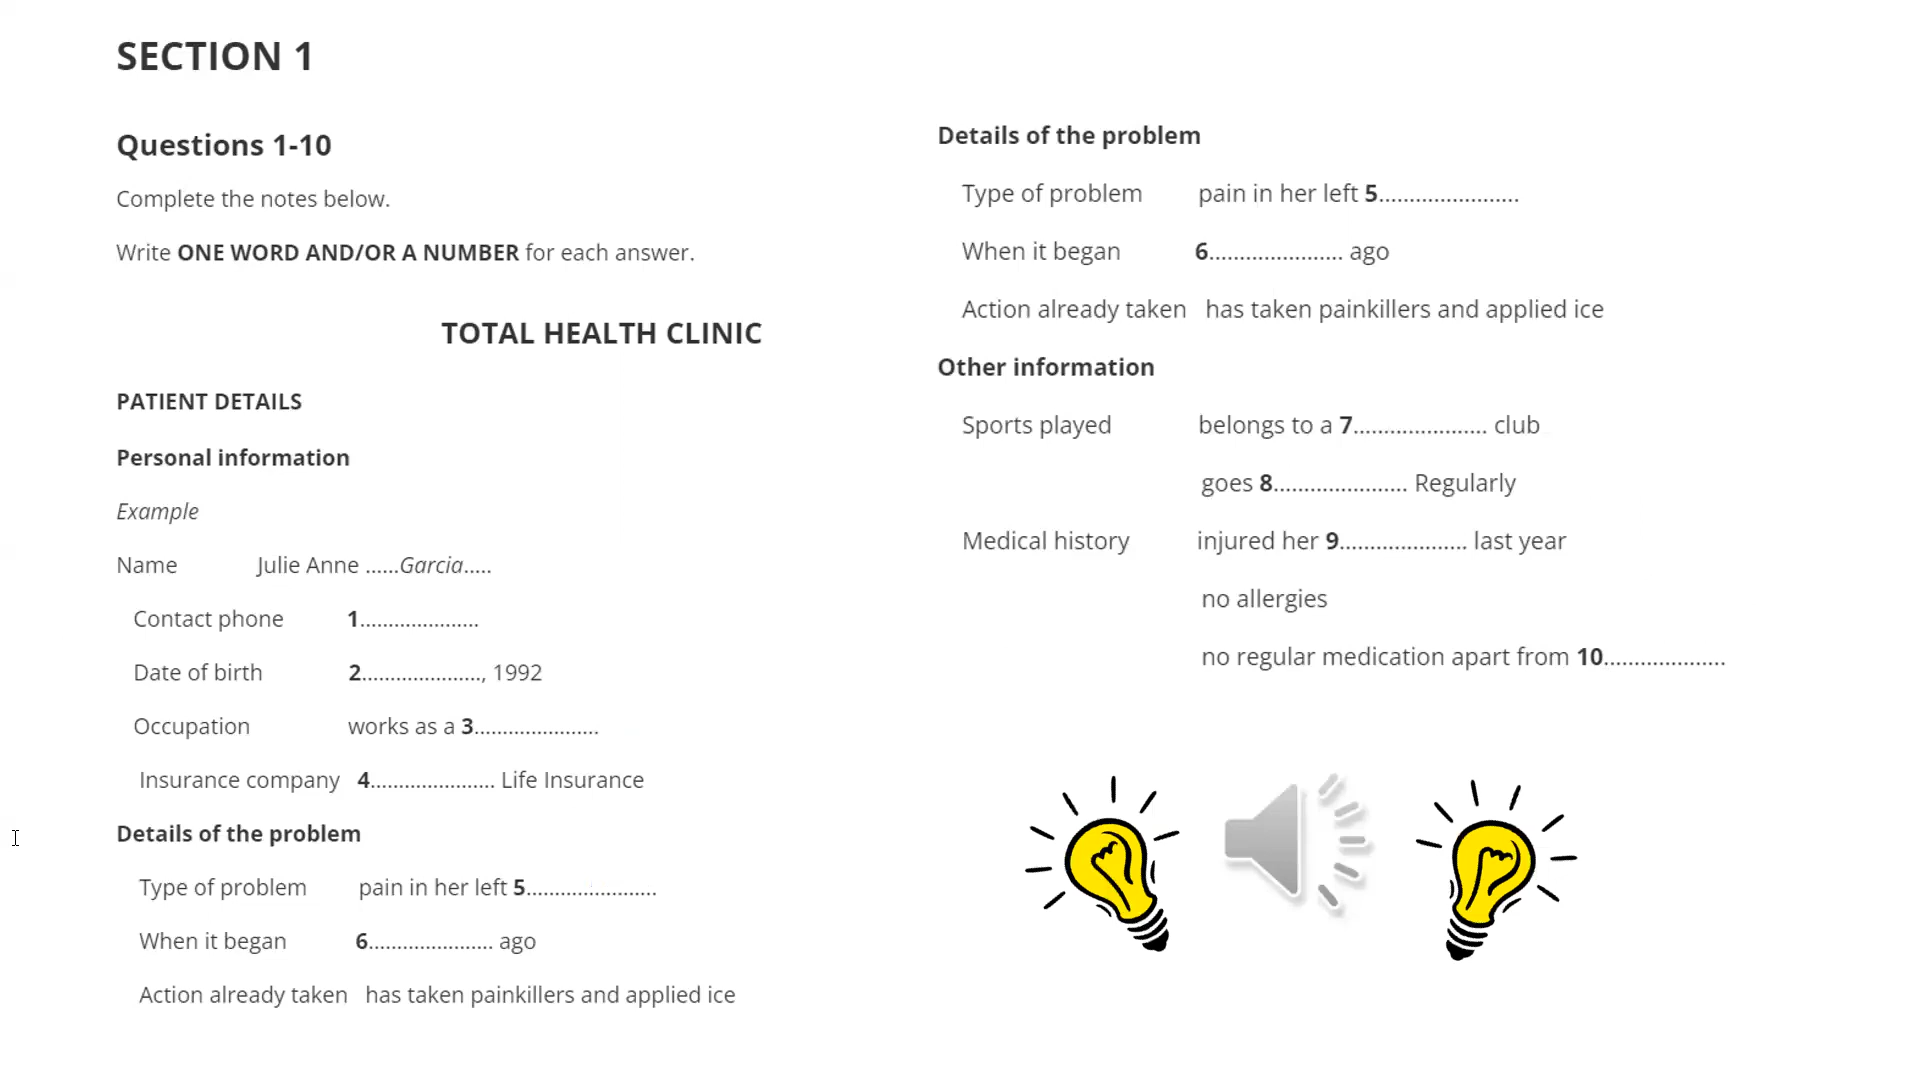 SECTION 1
Questions 1-10
Complete the notes below.
Write ONE WORD AND/OR A NUMBER for each answer.
TOTAL HEALTH CLINIC
PATIENT DETAILS
Personal information
Example
Name Julie Anne ......Garcia.....
Contact phone 1.....................
Date of birth 2....................., 1992
Occupation works as a 3......................
Insurance company 4...................... Life Insurance
Details of the problem
Type of problem pain in her left 5.......................
When it began 6...................... ago
Action already taken has taken painkillers and applied ice
Details of the problem
Type of problem pain in her left 5.......................
When it began 6...................... ago
Action already taken has taken painkillers and applied ice
Other information
Sports played belongs to a 7...................... club
goes 8...................... Regularly
Medical history injured her 9..................... last year
no allergies
no regular medication apart from 10....................